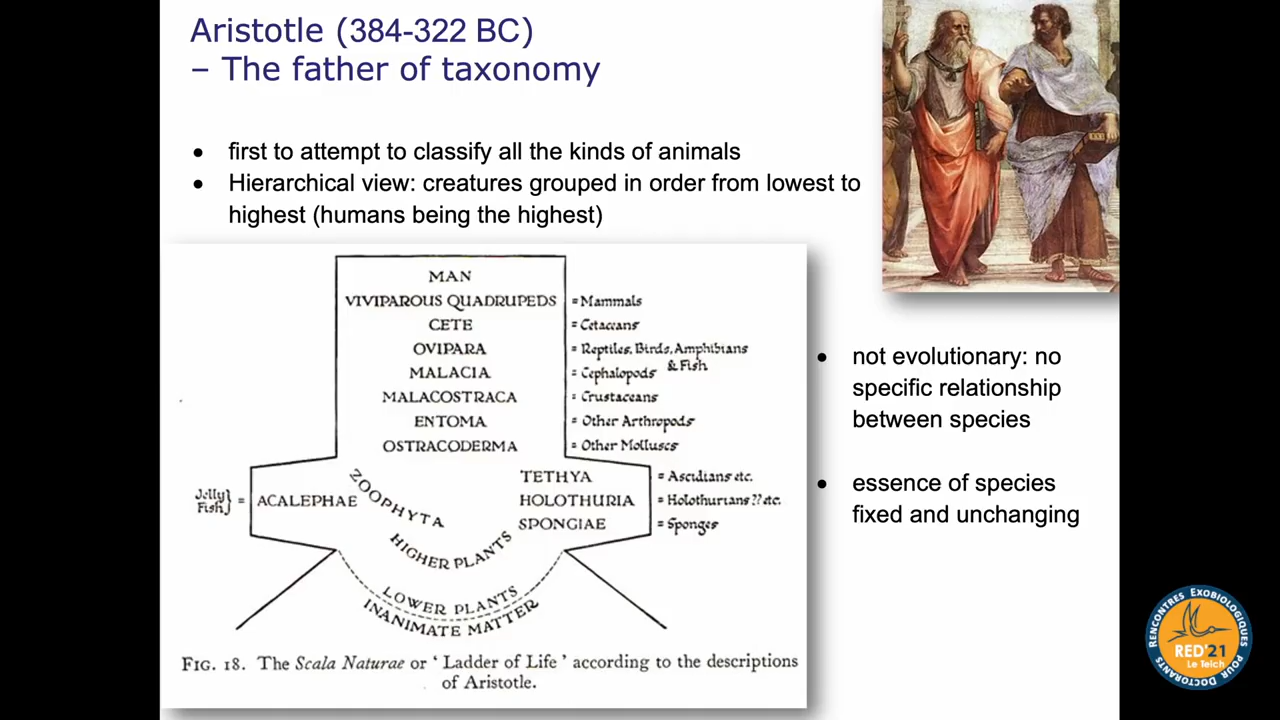 Aristotle (384-322 BC)
– The father of taxonomy
• first to attempt to classify all the kinds of animals
• Hierarchical view: creatures grouped in order from lowest to
highest (humans being the highest)
MAN
VIVIPAROUS QUADRUPEDS = Mammals
CETE = Cetaceans
OVIPARA = Reptiles, Birds, Amphibians
& Fish
MALACIA = Cephalopods
MALACOSTRACA = Crustaceans
ENTOMA = Other Arthropods
OSTRACODERMA = Other Molluscs
ZOOPHYTA
TETHYA = Ascidians etc.
Jelly
Fish} = ACALEPHAE
HOLOTHURIA = Holothurians ?? etc.
SPONGIAE = Sponges
HIGHER PLANTS
LOWER PLANTS
INANIMATE MATTER
FIG. 18. The Scala Naturae or ‘ Ladder of Life ’ according to the descriptions
of Aristotle.
• not evolutionary: no
specific relationship
between species
• essence of species
fixed and unchanging
RENCONTRES EXOBIOLOGIQUES
POUR DOCTORANTS
RED'21
Le Teich